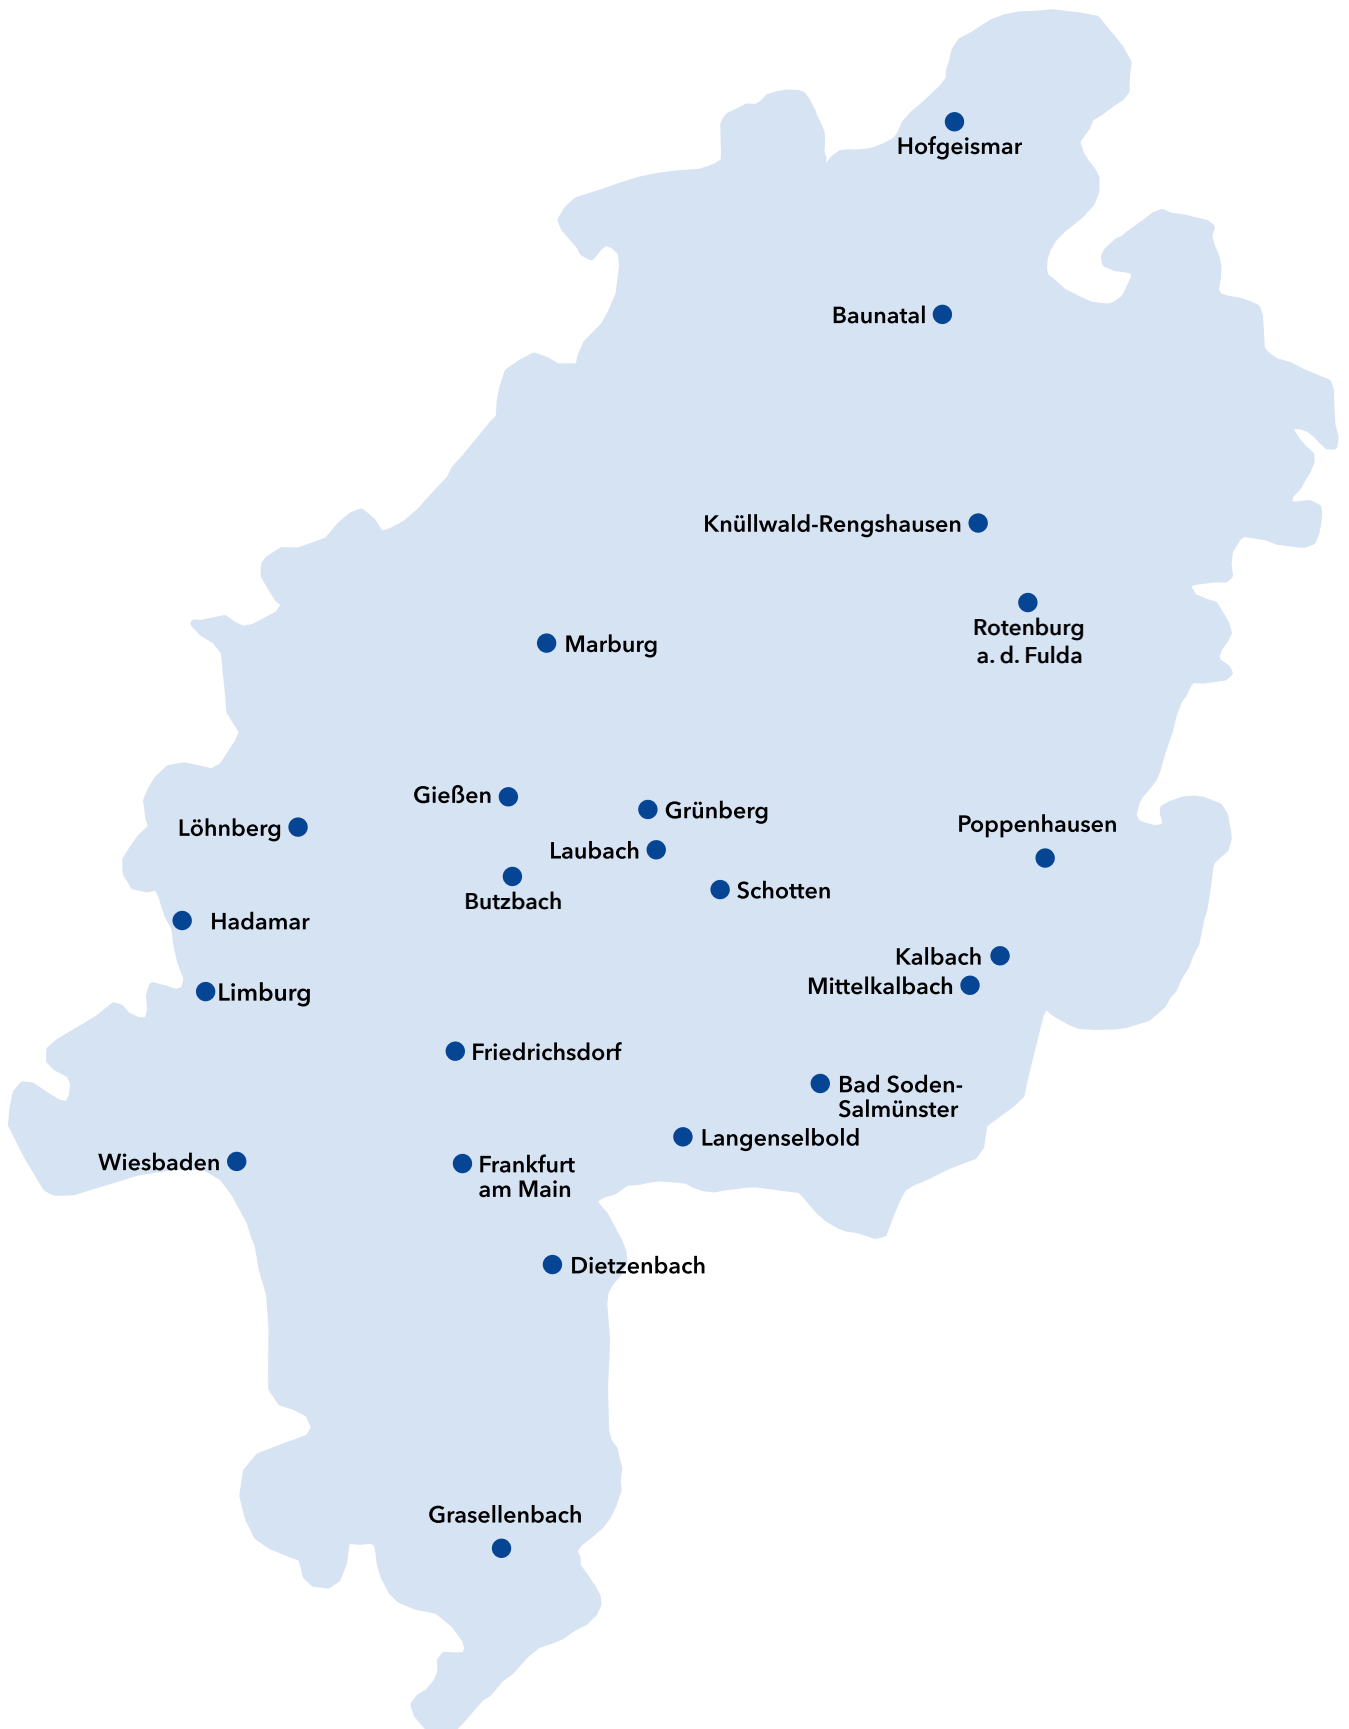 Hofgeismar
Baunatal
Knüllwald-Rengshausen
Rotenburg
a. d. Fulda
Marburg
Gießen
Grünberg
Poppenhausen
Löhnberg
Laubach
Schotten
Butzbach
Hadamar
Kalbach
Mittelkalbach
Limburg
Friedrichsdorf
Bad Soden-
Salmünster
Langenselbold
Wiesbaden
Frankfurt
am Main
Dietzenbach
Grasellenbach